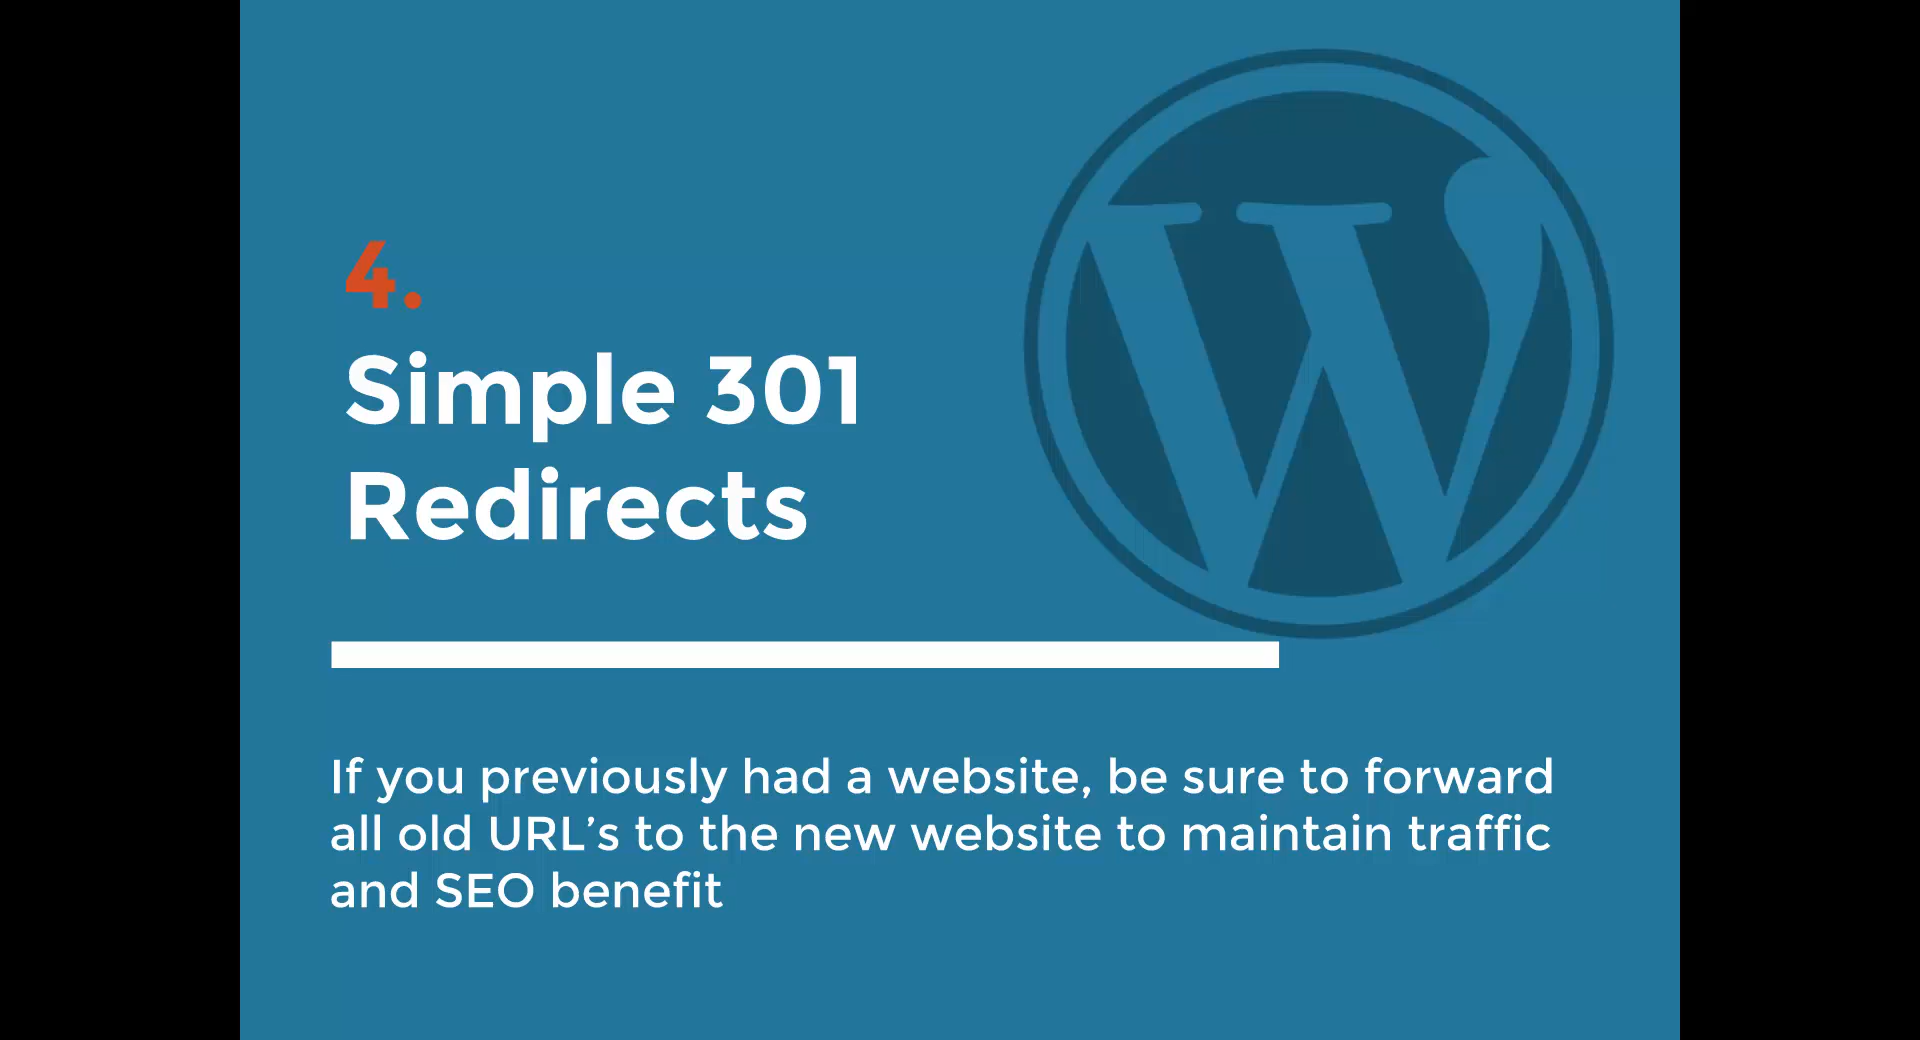 4.
Simple 301
Redirects
If you previously had a website, be sure to forward
all old URL’s to the new website to maintain traffic
and SEO benefit